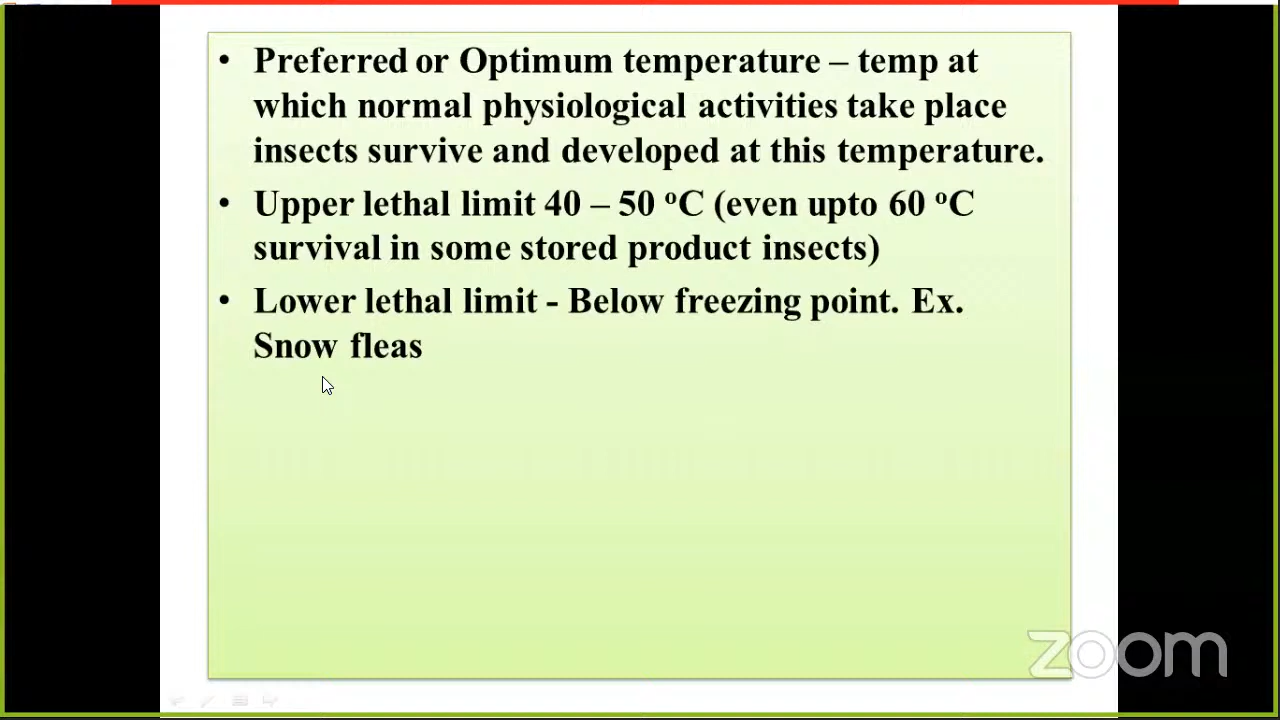 • Preferred or Optimum temperature – temp at
which normal physiological activities take place
insects survive and developed at this temperature.
• Upper lethal limit 40 – 50 ºC (even upto 60 ºC
survival in some stored product insects)
• Lower lethal limit - Below freezing point. Ex.
Snow fleas
zoom